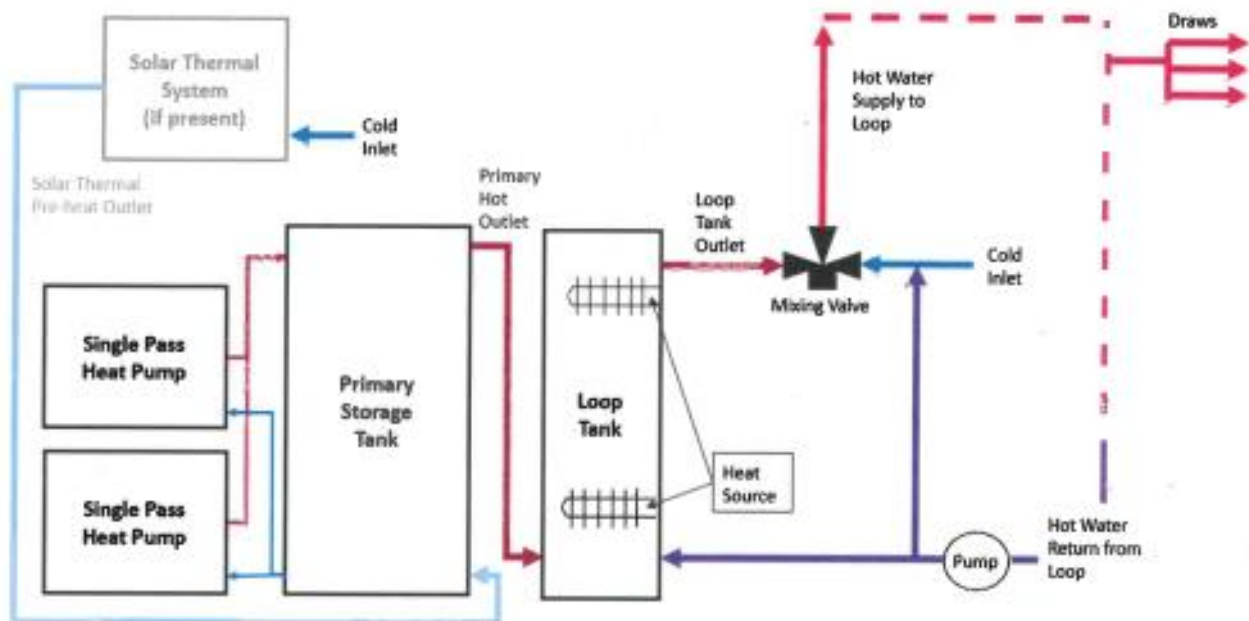 Solar Thermal
System
(if present)
Cold
Inlet
Solar Thermal
Pre-heat Outlet
Primary
Hot
Outlet
Hot Water
Supply to
Loop
Draws
Loop
Tank
Outlet
Mixing Valve
Cold
Inlet
Single Pass
Heat Pump
Primary
Storage
Tank
Loop
Tank
Single Pass
Heat Pump
Heat
Source
Pump
Hot Water
Return from
Loop